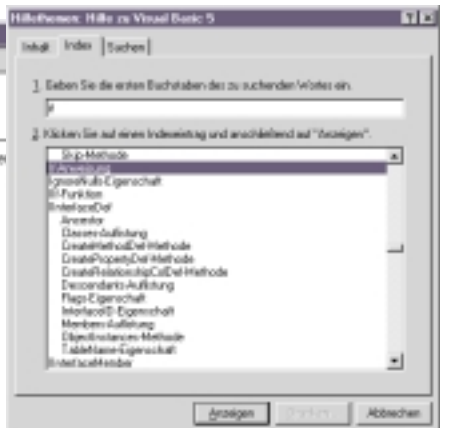 Hilfethemen: Hilfe zu Visual Basic 5
Inhalt Index Suchen
1 Geben Sie die ersten Buchstaben des zu suchenden Wortes ein.
if
2 Klicken Sie auf einen Indexeintrag und anschließend auf "Anzeigen".
Skip-Methode
If-Anweisung
IgnoreNulls-Eigenschaft
IIf-Funktion
IInterfaceDef
Ancestor
Classes-Auflistung
CreateMethodDef-Methode
CreatePropertyDef-Methode
CreateRelationshipColDef-Methode
Descendants-Auflistung
Flags-Eigenschaft
InterfaceID-Eigenschaft
Members-Auflistung
ObjectInstances-Methode
TableName-Eigenschaft
IInterfaceMember
Anzeigen Drucken... Abbrechen